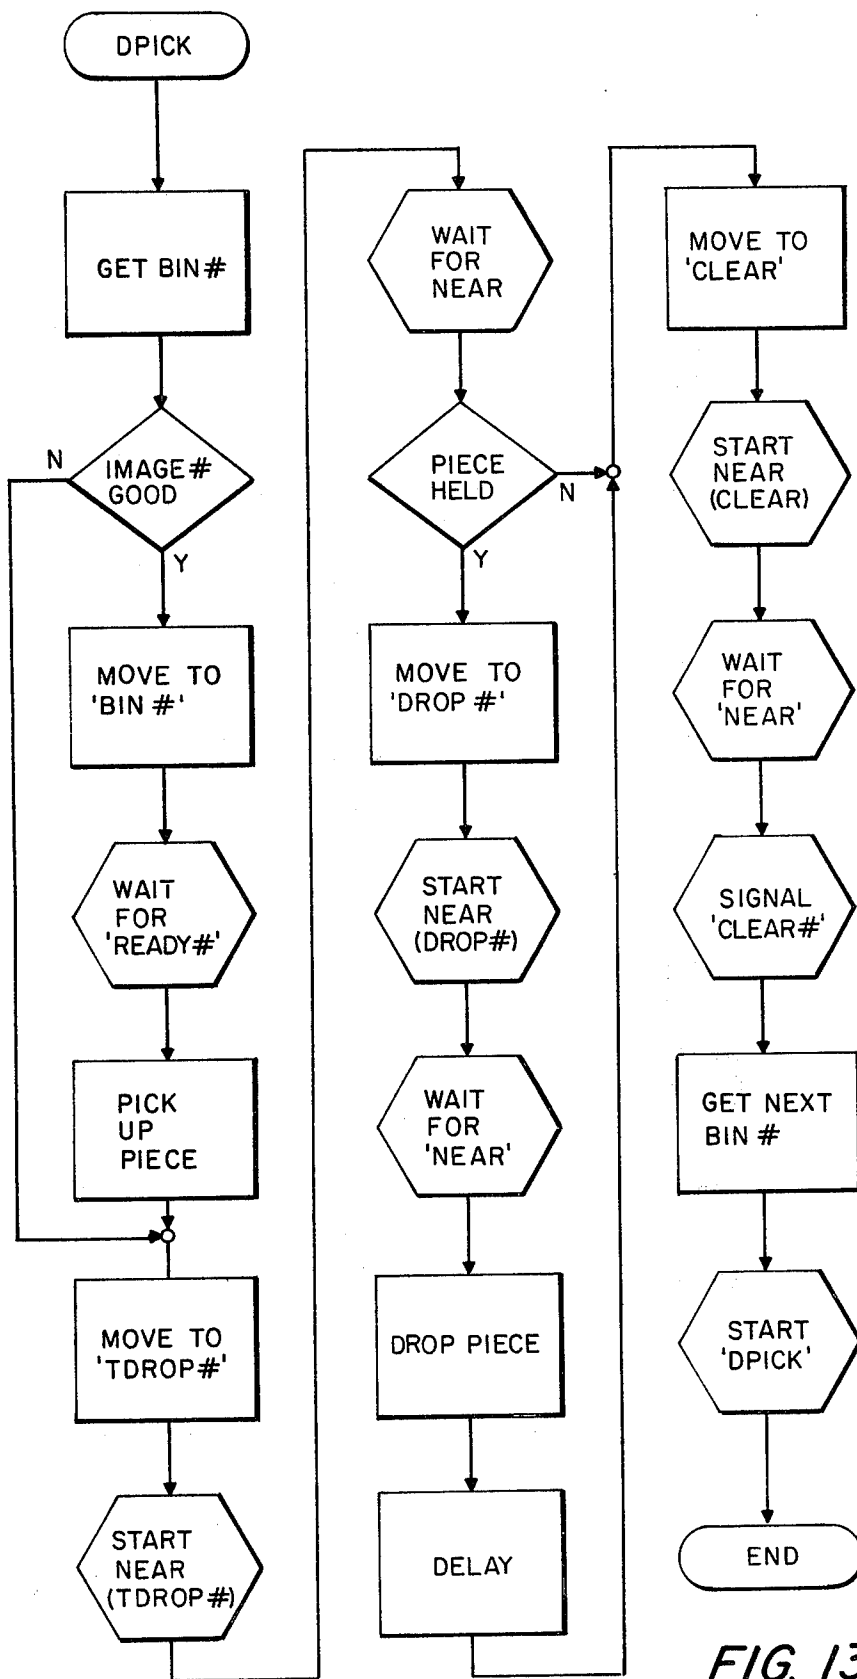 DPICK
GET BIN#
IMAGE#
GOOD
N
Y
MOVE TO
'BIN #'
WAIT
FOR
'READY#'
PICK
UP
PIECE
MOVE TO
'TDROP#'
START
NEAR
(TDROP#)
WAIT
FOR
NEAR
PIECE
HELD
N
Y
MOVE TO
'DROP #'
START
NEAR
(DROP#)
WAIT
FOR
'NEAR'
DROP PIECE
DELAY
MOVE TO
'CLEAR'
START
NEAR
(CLEAR)
WAIT
FOR
'NEAR'
SIGNAL
'CLEAR#'
GET NEXT
BIN #
START
'DPICK'
END
FIG. 13